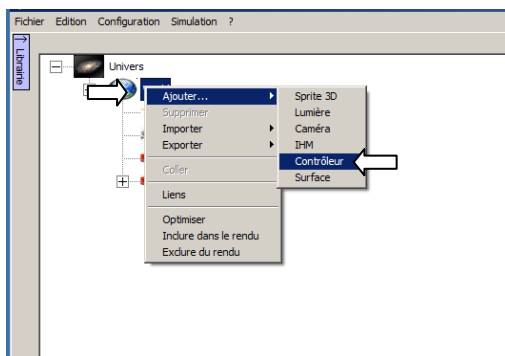 Fichier Edition Configuration Simulation ?
Librairie
Univers
Ajouter...
Supprimer
Importer
Exporter
Coller
Liens
Optimiser
Inclure dans le rendu
Exclure du rendu
Sprite 3D
Lumière
Caméra
IHM
Contrôleur
Surface